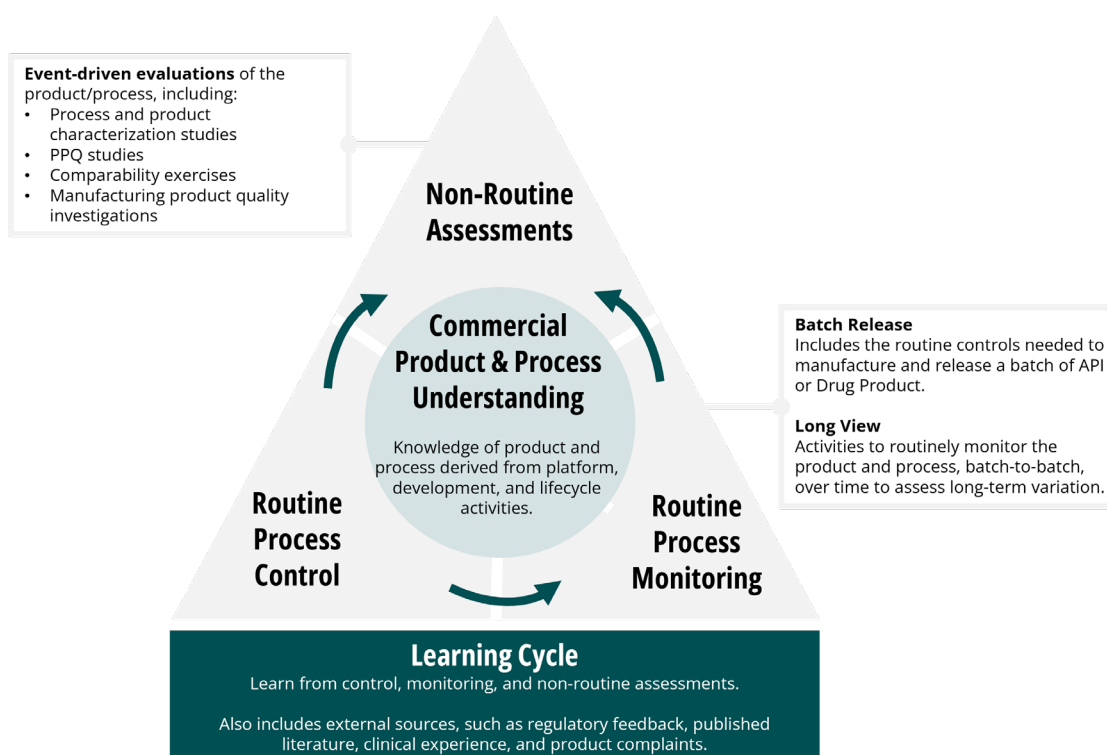 Event-driven evaluations of the
product/process, including:
• Process and product
characterization studies
• PPQ studies
• Comparability exercises
• Manufacturing product quality
investigations
Non-Routine
Assessments
Commercial
Product & Process
Understanding
Knowledge of product and
process derived from platform,
development, and lifecycle
activities.
Batch Release
Includes the routine controls needed to
manufacture and release a batch of API
or Drug Product.
Long View
Activities to routinely monitor the
product and process, batch-to-batch,
over time to assess long-term variation.
Routine
Process
Control
Routine
Process
Monitoring
Learning Cycle
Learn from control, monitoring, and non-routine assessments.
Also includes external sources, such as regulatory feedback, published
literature, clinical experience, and product complaints.